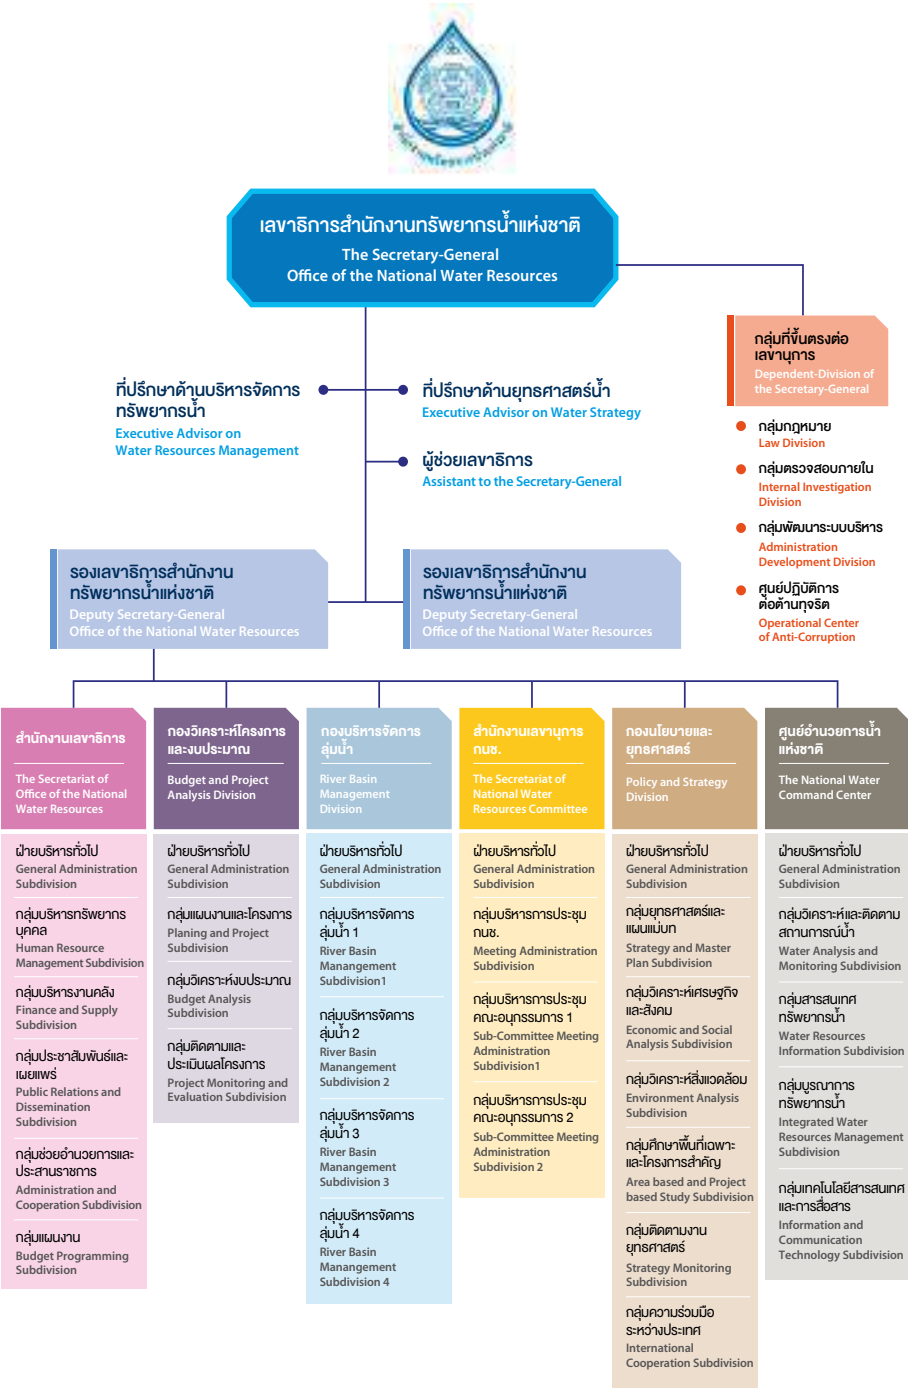 เลขาธิการสำนักงานทรัพยากรน้ำแห่งชาติ
The Secretary-General
Office of the National Water Resources
กลุ่มที่ขึ้นตรงต่อ
เลขานุการ
Dependent-Division of
the Secretary-General
กลุ่มกฎหมาย
Law Division
กลุ่มตรวจสอบภายใน
Internal Investigation
Division
กลุ่มพัฒนาระบบบริหาร
Administration
Development Division
ศูนย์ปฏิบัติการ
ต่อต้านทุจริต
Operational Center
of Anti-Corruption
ที่ปรึกษาด้านบริหารจัดการ
ทรัพยากรน้ำ
Executive Advisor on
Water Resources Management
ที่ปรึกษาด้านยุทธศาสตร์น้ำ
Executive Advisor on Water Strategy
ผู้ช่วยเลขาธิการ
Assistant to the Secretary-General
รองเลขาธิการสำนักงาน
ทรัพยากรน้ำแห่งชาติ
Deputy Secretary-General
Office of the National Water Resources
รองเลขาธิการสำนักงาน
ทรัพยากรน้ำแห่งชาติ
Deputy Secretary-General
Office of the National Water Resources
สำนักงานเลขาธิการ
The Secretariat of
Office of the National
Water Resources
ฝ่ายบริหารทั่วไป
General Administration
Subdivision
กลุ่มบริหารทรัพยากร
บุคคล
Human Resource
Management Subdivision
กลุ่มบริหารงานคลัง
Finance and Supply
Subdivision
กลุ่มประชาสัมพันธ์และ
เผยแพร่
Public Relations and
Dissemination
Subdivision
กลุ่มช่วยอำนวยการและ
ประสานราชการ
Administration and
Cooperation Subdivision
กลุ่มแผนงาน
Budget Programming
Subdivision
กองวิเคราะห์โครงการ
และงบประมาณ
Budget and Project
Analysis Division
ฝ่ายบริหารทั่วไป
General Administration
Subdivision
กลุ่มแผนงานและโครงการ
Planing and Project
Subdivision
กลุ่มวิเคราะห์งบประมาณ
Budget Analysis
Subdivision
กลุ่มติดตามและ
ประเมินผลโครงการ
Project Monitoring and
Evaluation Subdivision
กองบริหารจัดการ
ลุ่มน้ำ
River Basin
Management
Division
ฝ่ายบริหารทั่วไป
General Administration
Subdivision
กลุ่มบริหารจัดการ
ลุ่มน้ำ 1
River Basin
Manangement
Subdivision1
กลุ่มบริหารจัดการ
ลุ่มน้ำ 2
River Basin
Manangement
Subdivision 2
กลุ่มบริหารจัดการ
ลุ่มน้ำ 3
River Basin
Manangement
Subdivision 3
กลุ่มบริหารจัดการ
ลุ่มน้ำ 4
River Basin
Manangement
Subdivision 4
สำนักงานเลขานุการ
กนช.
The Secretariat of
National Water
Resources Committee
ฝ่ายบริหารทั่วไป
General Administration
Subdivision
กลุ่มบริหารการประชุม
กนช.
Meeting Administration
Subdivision
กลุ่มบริหารการประชุม
คณะอนุกรรมการ 1
Sub-Committee Meeting
Administration
Subdivision1
กลุ่มบริหารการประชุม
คณะอนุกรรมการ 2
Sub-Committee Meeting
Administration
Subdivision 2
กองนโยบายและ
ยุทธศาสตร์
Policy and Strategy
Division
ฝ่ายบริหารทั่วไป
General Administration
Subdivision
กลุ่มยุทธศาสตร์และ
แผนแม่บท
Strategy and Master
Plan Subdivision
กลุ่มวิเคราะห์เศรษฐกิจ
และสังคม
Economic and Social
Analysis Subdivision
กลุ่มวิเคราะห์สิ่งแวดล้อม
Environment Analysis
Subdivision
กลุ่มศึกษาพื้นที่เฉพาะ
และโครงการสำคัญ
Area based and Project
based Study Subdivision
กลุ่มติดตามงาน
ยุทธศาสตร์
Strategy Monitoring
Subdivision
กลุ่มความร่วมมือ
ระหว่างประเทศ
International
Cooperation Subdivision
ศูนย์อำนวยการน้ำ
แห่งชาติ
The National Water
Command Center
ฝ่ายบริหารทั่วไป
General Administration
Subdivision
กลุ่มวิเคราะห์และติดตาม
สถานการณ์น้ำ
Water Analysis and
Monitoring Subdivision
กลุ่มสารสนเทศ
ทรัพยากรน้ำ
Water Resources
Information Subdivision
กลุ่มบูรณาการ
ทรัพยากรน้ำ
Integrated Water
Resources Management
Subdivision
กลุ่มเทคโนโลยีสารสนเทศ
และการสื่อสาร
Information and
Communication
Technology Subdivision